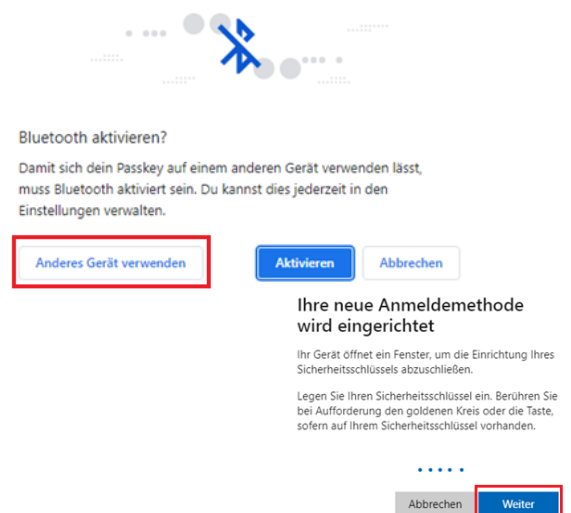 Bluetooth aktivieren?
Damit sich dein Passkey auf einem anderen Gerät verwenden lässt,
muss Bluetooth aktiviert sein. Du kannst dies jederzeit in den
Einstellungen verwalten.
Anderes Gerät verwenden
Aktivieren
Abbrechen
Ihre neue Anmeldemethode
wird eingerichtet
Ihr Gerät öffnet ein Fenster, um die Einrichtung Ihres
Sicherheitsschlüssels abzuschließen.
Legen Sie Ihren Sicherheitsschlüssel ein. Berühren Sie
bei Aufforderung den goldenen Kreis oder die Taste,
sofern auf Ihrem Sicherheitsschlüssel vorhanden.
Abbrechen
Weiter